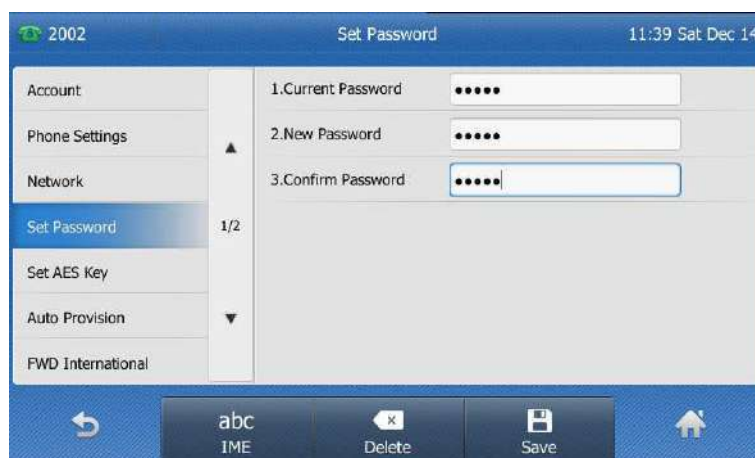 2002 Set Password 11:39 Sat Dec 14
Account
Phone Settings
Network
Set Password
Set AES Key
Auto Provision
FWD International
1/2
1.Current Password •••••
2.New Password •••••
3.Confirm Password •••••
abc
IME
Delete
Save